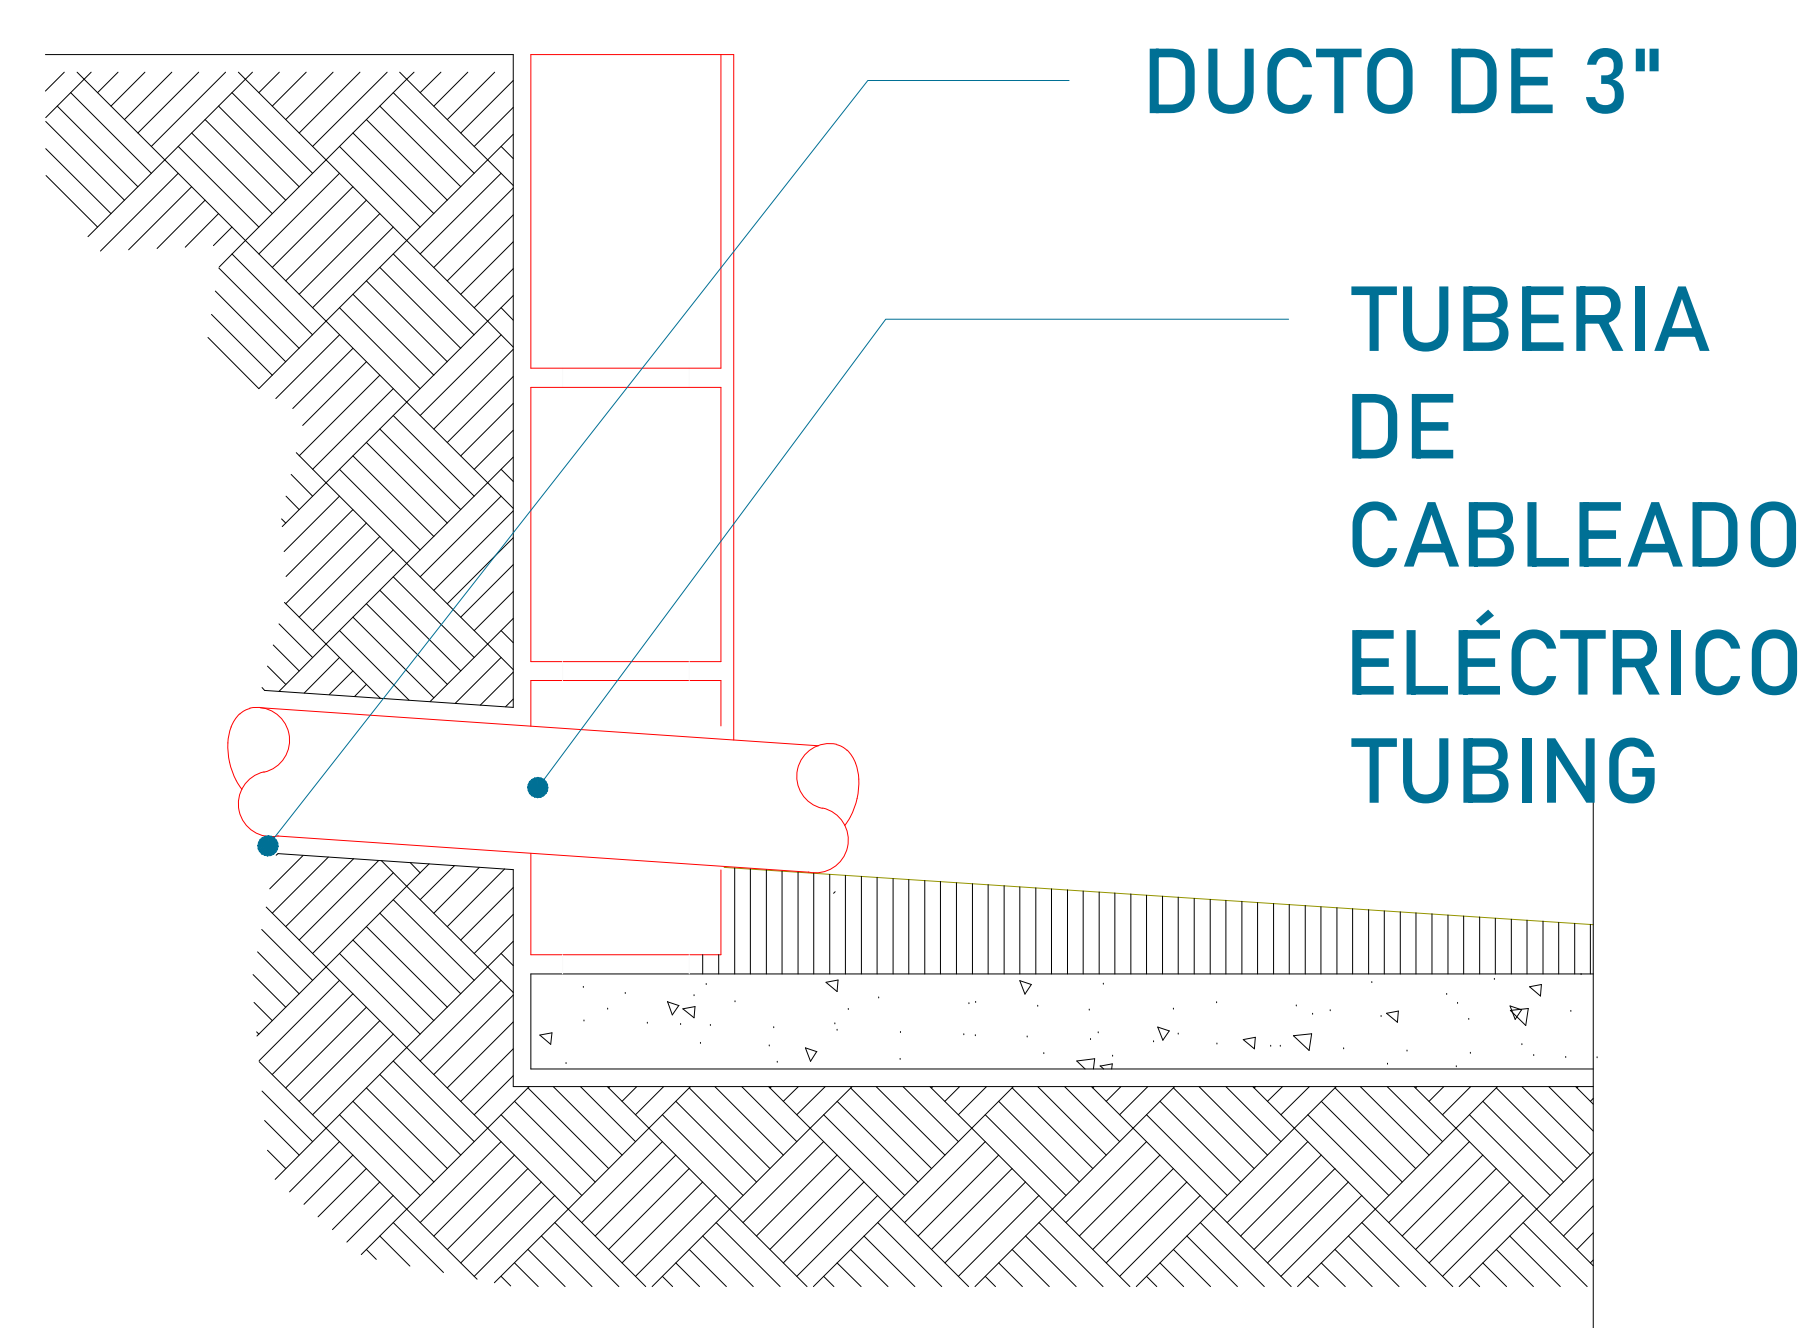 DUCTO DE 3"
TUBERIA
DE
CABLEADO
ELÉCTRICO
TUBING